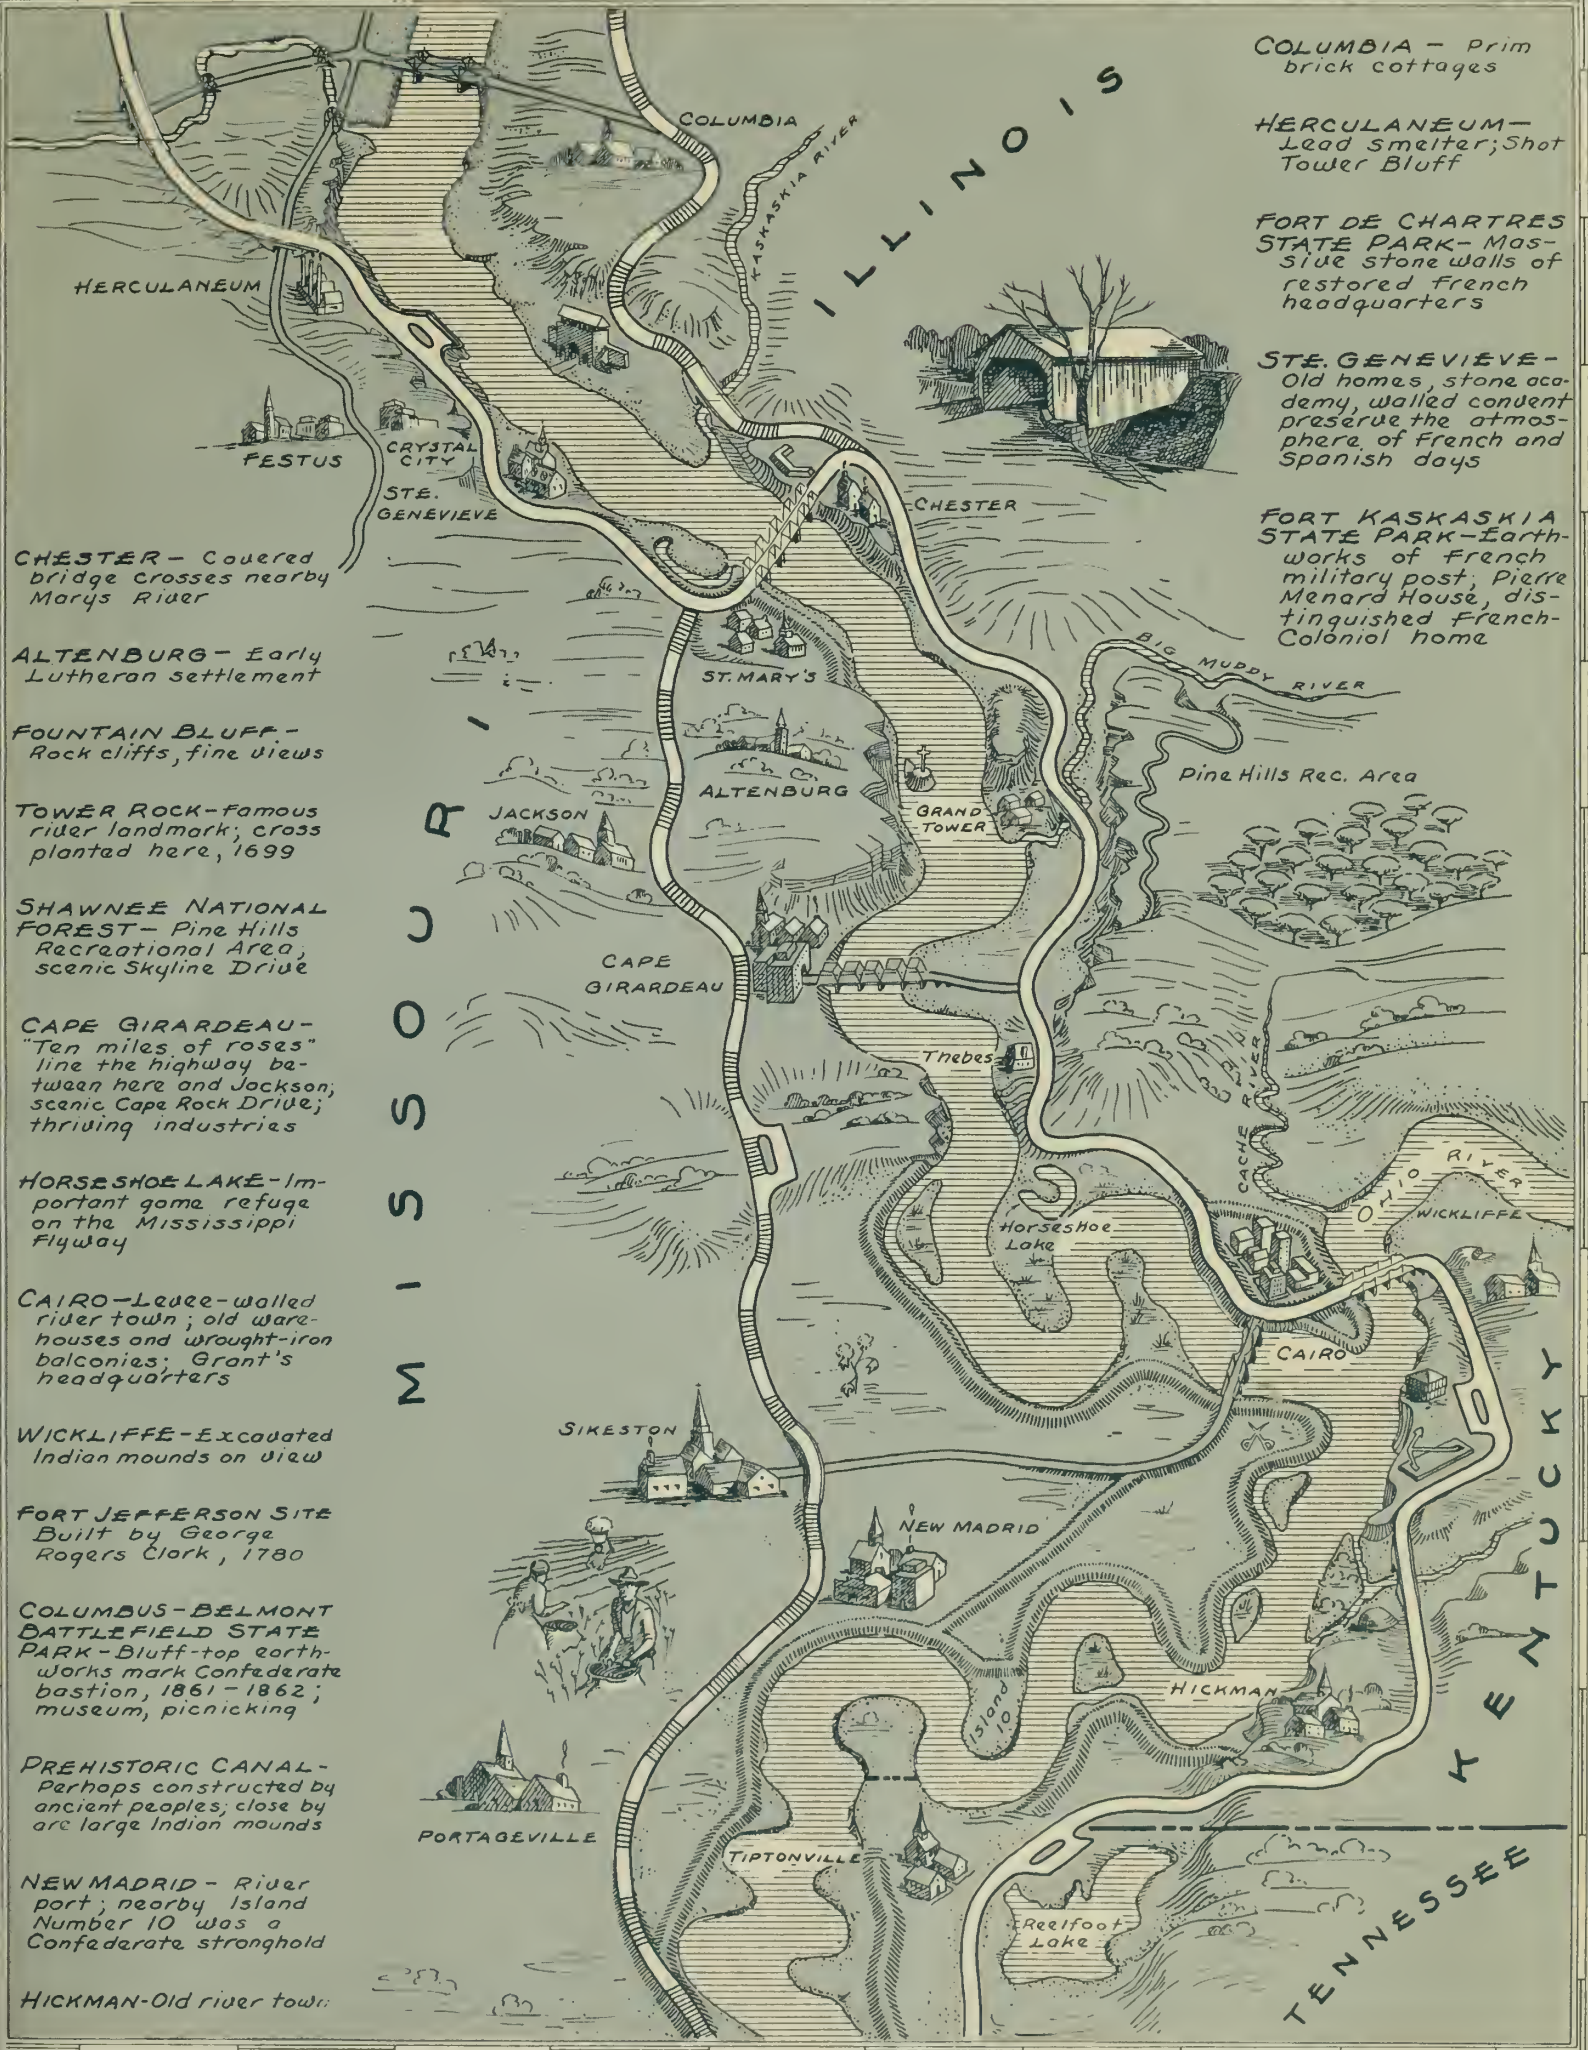 COLUMBIA – Prim
brick cottages
HERCULANEUM –
Lead smelter; Shot
Tower Bluff
FORT DE CHARTRES
STATE PARK – Mas-
sive stone walls of
restored French
headquarters
STE. GENEVIEVE –
Old homes, stone aca-
demy, walled convent
preserve the atmos-
phere of French and
Spanish days
FORT KASKASKIA
STATE PARK – Earth-
works of French
military post; Pierre
Menard House, dis-
tinguished French-
Colonial home
CHESTER – Covered
bridge crosses nearby
Marys River
ALTENBURG – Early
Lutheran settlement
FOUNTAIN BLUFF –
Rock cliffs, fine views
TOWER ROCK – famous
river landmark; cross
planted here, 1699
SHAWNEE NATIONAL
FOREST – Pine Hills
Recreational Area,
scenic Skyline Drive
CAPE GIRARDEAU –
"Ten miles of roses"
line the highway be-
tween here and Jackson;
scenic Cape Rock Drive;
thriving industries
HORSESHOE LAKE – Im-
portant game refuge
on the Mississippi
Flyway
CAIRO – Levee-walled
river town; old ware-
houses and wrought-iron
balconies; Grant's
headquarters
WICKLIFFE – Excavated
Indian mounds on view
FORT JEFFERSON SITE
Built by George
Rogers Clark, 1780
COLUMBUS – BELMONT
BATTLEFIELD STATE
PARK – Bluff-top earth-
works mark Confederate
bastion, 1861 – 1862;
museum, picnicking
PREHISTORIC CANAL –
Perhaps constructed by
ancient peoples; close by
are large Indian mounds
NEW MADRID – River
port; nearby Island
Number 10 was a
Confederate stronghold
HICKMAN – Old river town
COLUMBIA
KASKASKIA RIVER
ILLINOIS
HERCULANEUM
FESTUS
CRYSTAL
CITY
STE.
GENEVIEVE
CHESTER
ST. MARY'S
BIG MUDDY RIVER
MISSOURI
ALTENBURG
JACKSON
GRAND
TOWER
Pine Hills Rec. Area
CAPE
GIRARDEAU
Thebes
CACHE RIVER
OHIO RIVER
WICKLIFFE
Horseshoe
Lake
CAIRO
KENTUCKY
SIKESTON
NEW MADRID
Island
10
HICKMAN
PORTAGEVILLE
TIPTONVILLE
Reelfoot
Lake
TENNESSEE